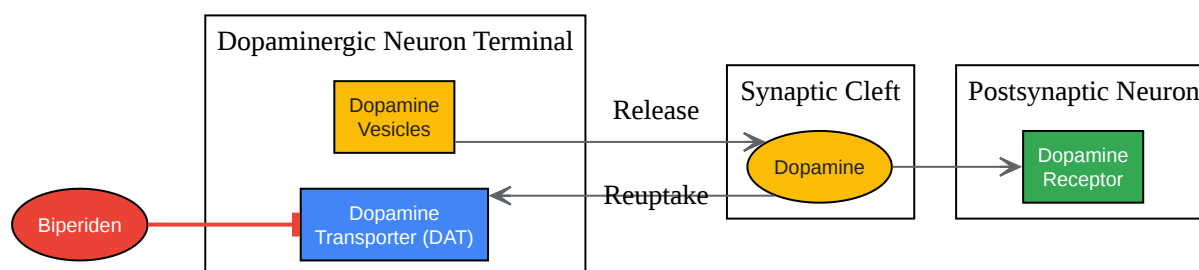 Dopaminergic Neuron Terminal
Dopamine
Vesicles
Release
Synaptic Cleft
Postsynaptic Neuron
Dopamine
Dopamine
Receptor
Reuptake
Biperiden
Dopamine
Transporter (DAT)